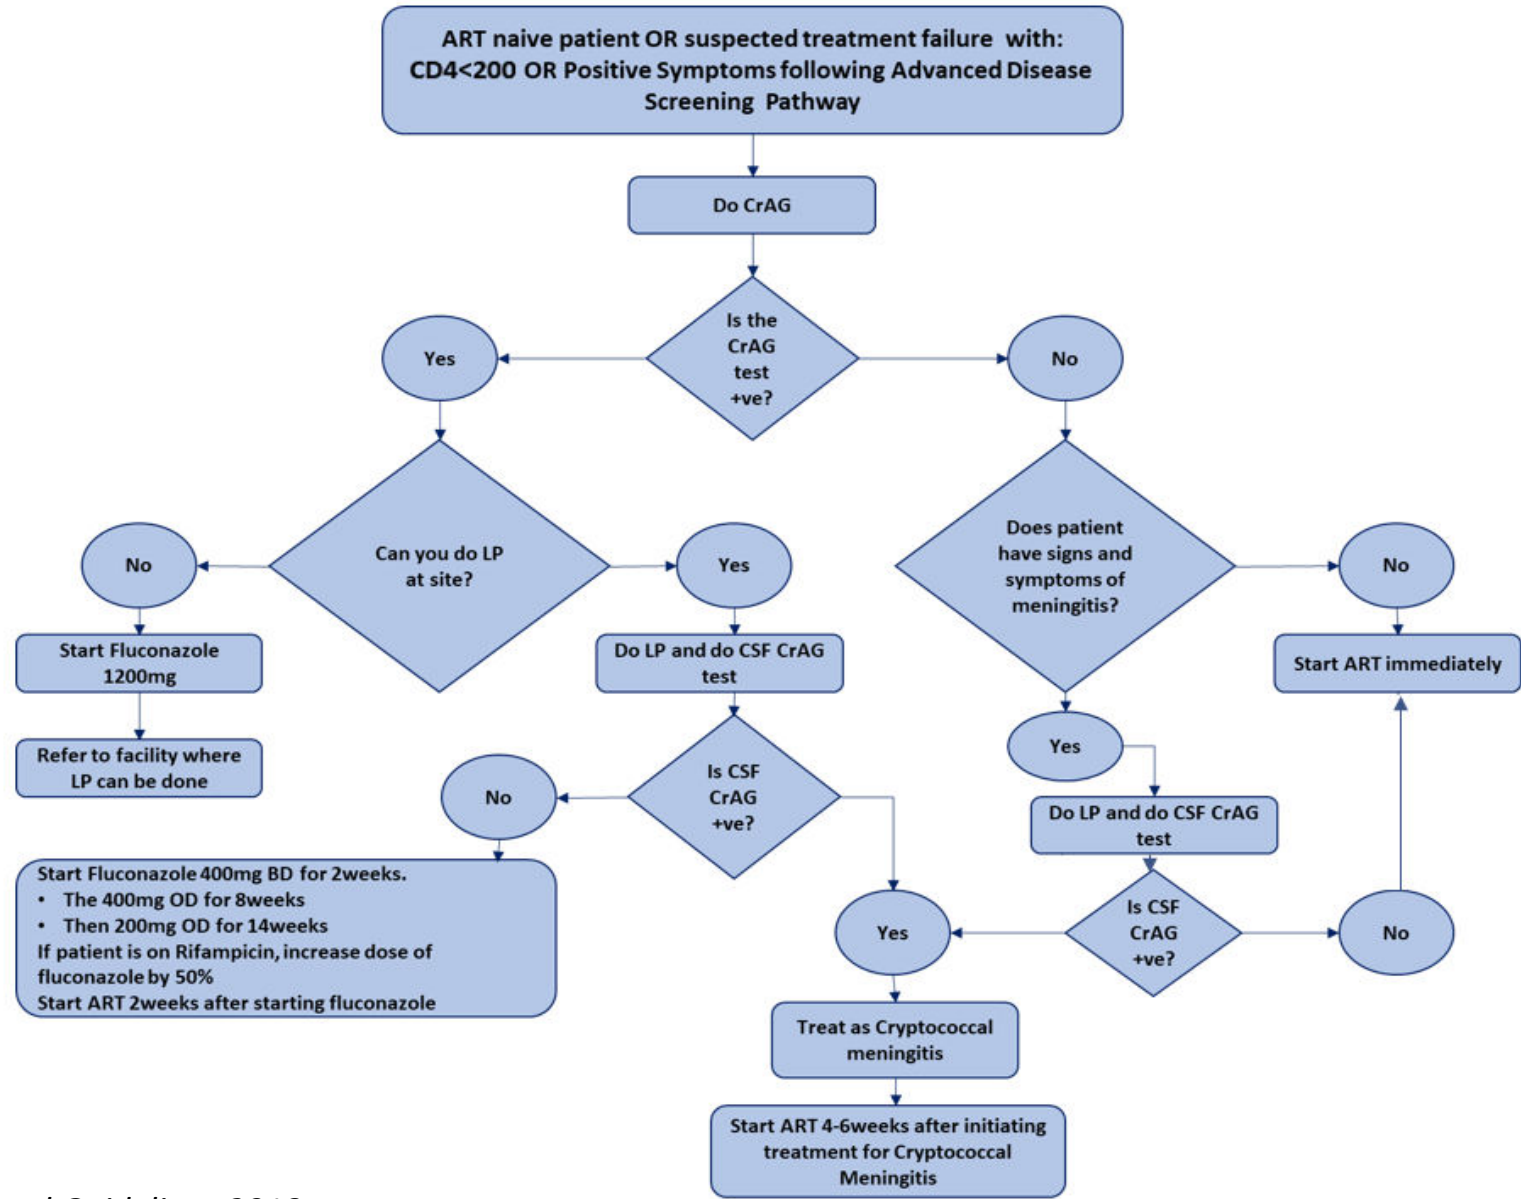 ART naive patient OR suspected treatment failure with:
CD4<200 OR Positive Symptoms following Advanced Disease
Screening Pathway
Do CrAG
Is the
CrAG
test
+ve?
Yes
No
Can you do LP
at site?
No
Yes
Does patient
have signs and
symptoms of
meningitis?
No
Start Fluconazole
1200mg
Do LP and do CSF CrAG
test
Start ART immediately
Refer to facility where
LP can be done
Is CSF
CrAG
+ve?
No
Yes
Do LP and do CSF CrAG
test
Start Fluconazole 400mg BD for 2weeks.
• The 400mg OD for 8weeks
• Then 200mg OD for 14weeks
If patient is on Rifampicin, increase dose of
fluconazole by 50%
Start ART 2weeks after starting fluconazole
Yes
Is CSF
CrAG
+ve?
No
Treat as Cryptococcal
meningitis
Start ART 4-6weeks after initiating
treatment for Cryptococcal
Meningitis